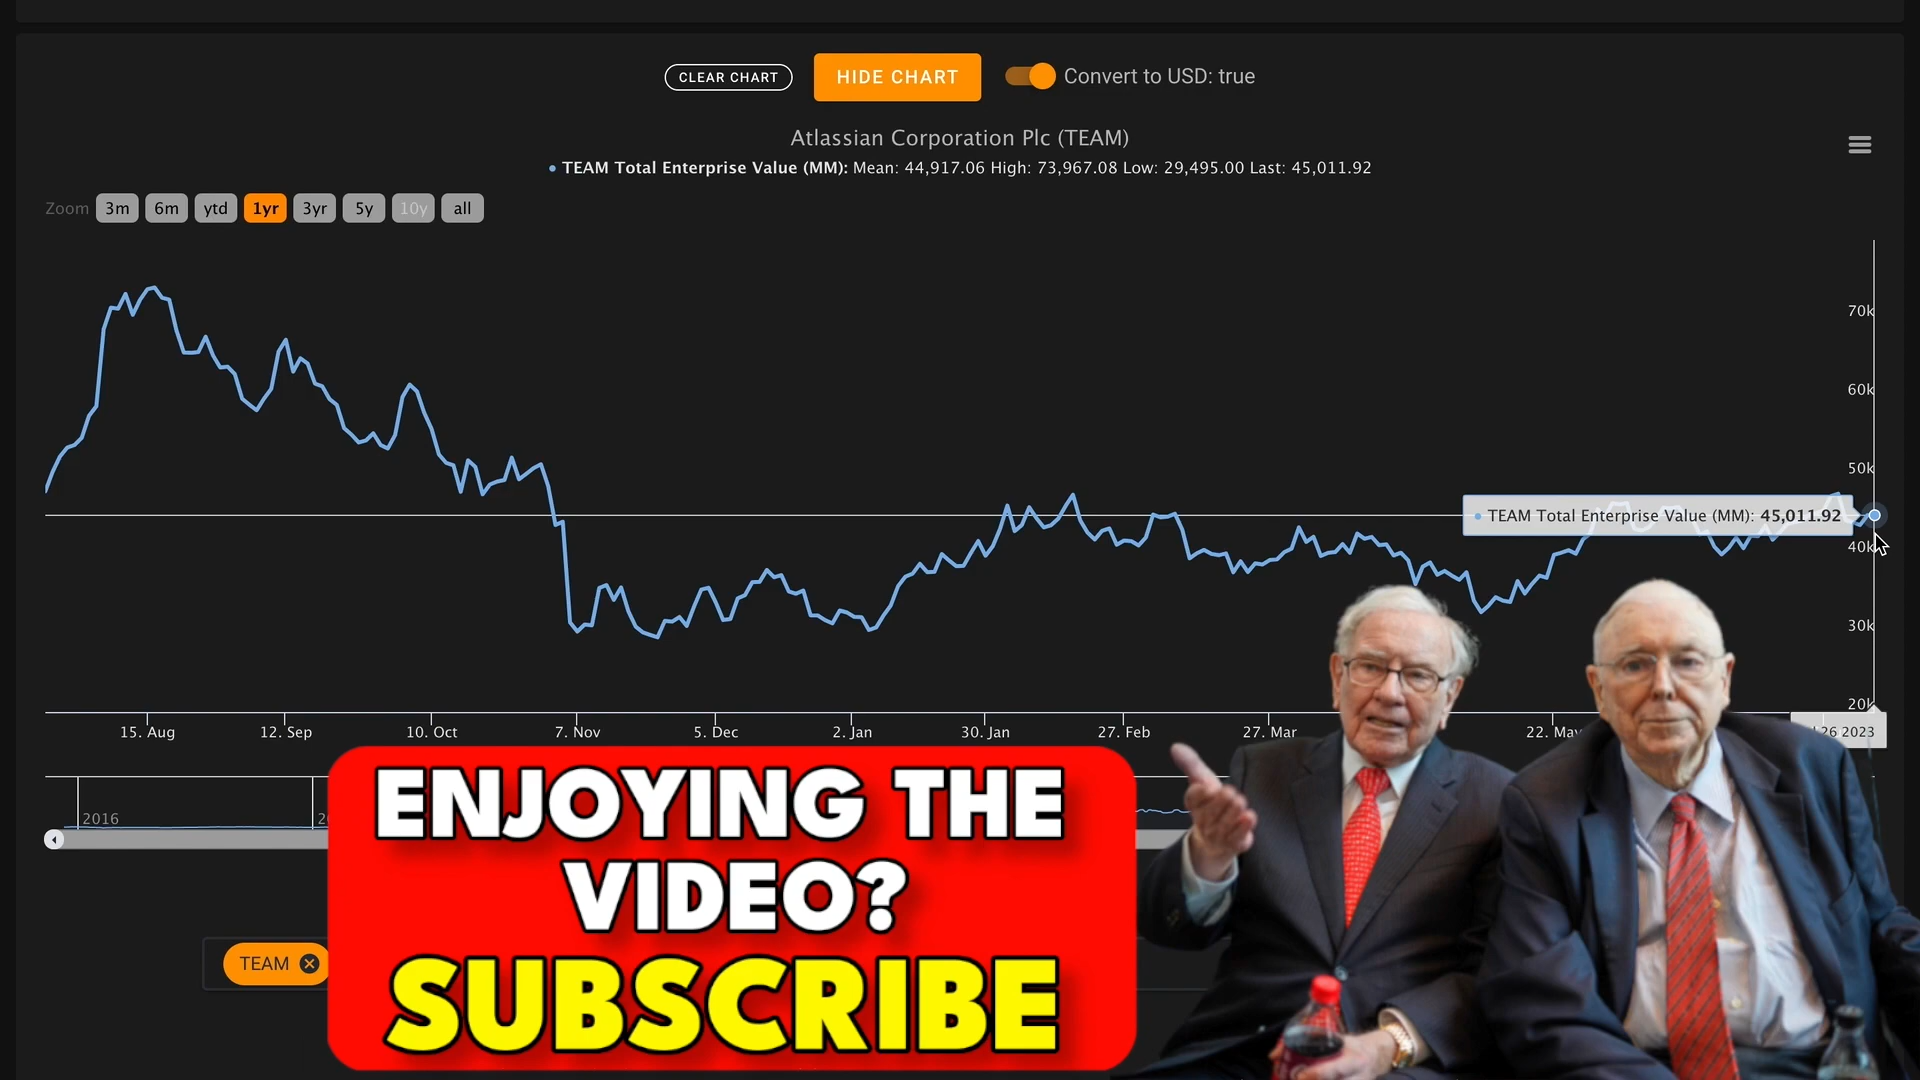 CLEAR CHART
HIDE CHART
Convert to USD: true
Atlassian Corporation Plc (TEAM)
TEAM Total Enterprise Value (MM): Mean: 44,917.06 High: 73,967.08 Low: 29,495.00 Last: 45,011.92
Zoom 3m 6m ytd 1yr 3yr 5y 10y all
70k
60k
50k
TEAM Total Enterprise Value (MM): 45,011.92
40k
30k
20k
15. Aug 12. Sep 10. Oct 7. Nov 5. Dec 2. Jan 30. Jan 27. Feb 27. Mar 22. May 26 2023
2016
ENJOYING THE
VIDEO?
SUBSCRIBE
TEAM